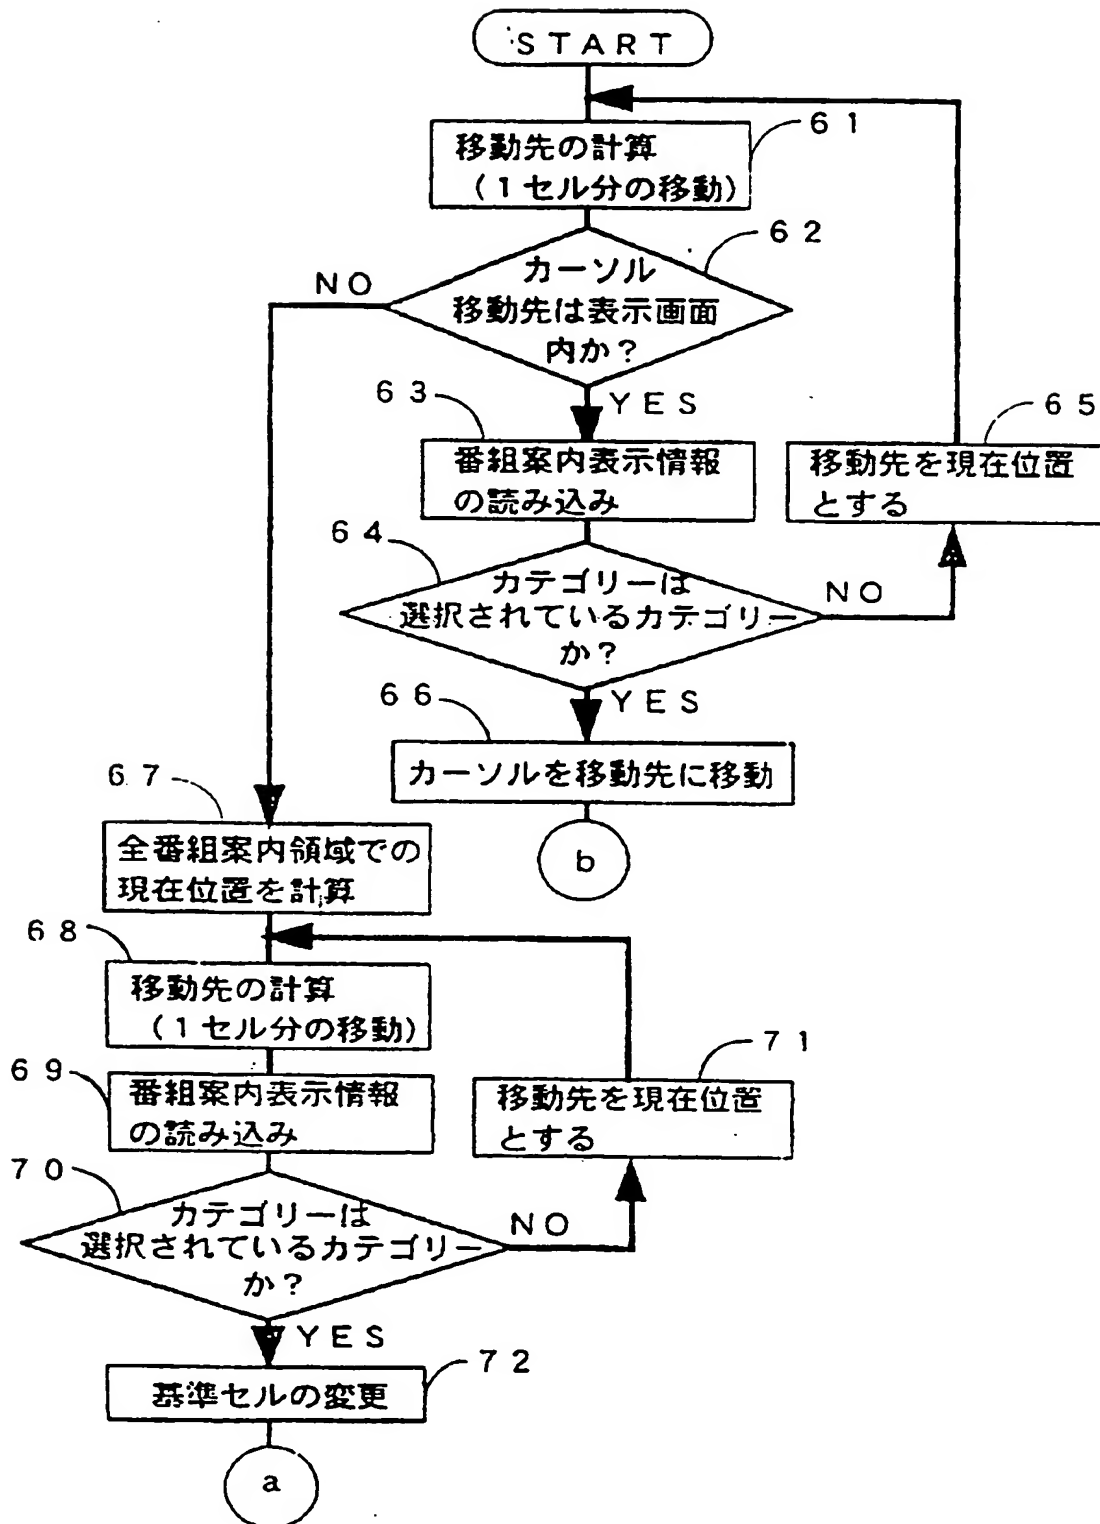 START
61
移動先の計算
(1セル分の移動)
62
カーソル
移動先は表示画面
内か?
NO
YES
63
番組案内表示情報
の読み込み
65
移動先を現在位置
とする
64
カテゴリーは
選択されているカテゴリー
か?
NO
YES
66
カーソルを移動先に移動
b
67
全番組案内領域での
現在位置を計算
68
移動先の計算
(1セル分の移動)
69
番組案内表示情報
の読み込み
71
移動先を現在位置
とする
70
カテゴリーは
選択されているカテゴリー
か?
NO
YES
72
基準セルの変更
a